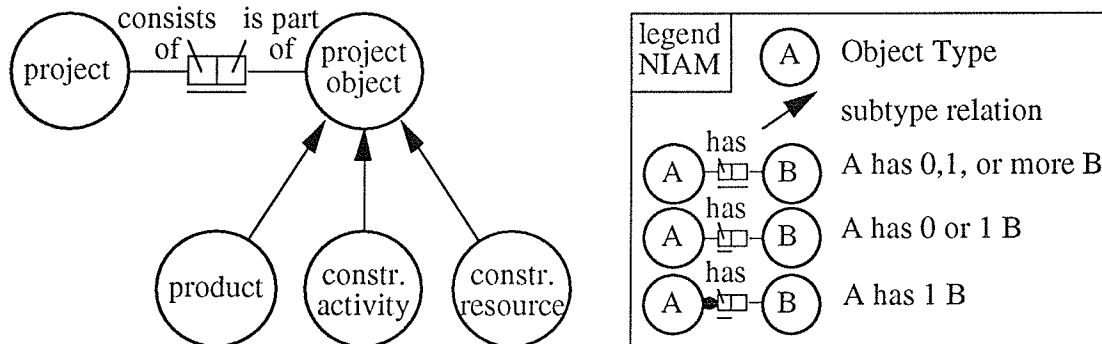 consists is part
of of
project
project
object
product
constr.
activity
constr.
resource
legend
NIAM
A Object Type
subtype relation
has
A B A has 0,1, or more B
has
A B A has 0 or 1 B
has
A B A has 1 B